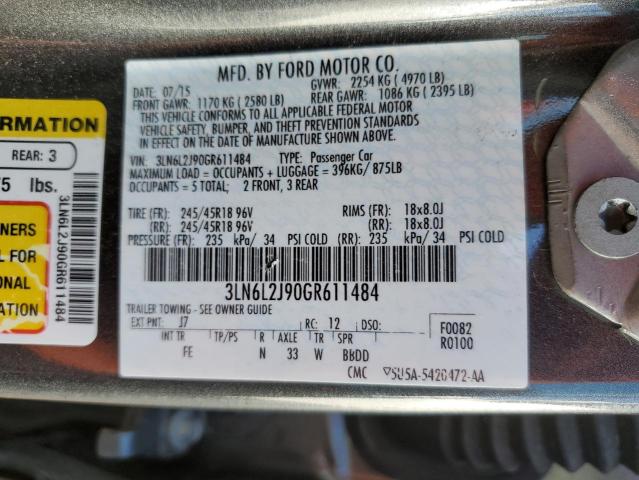 MFD. BY FORD MOTOR CO.
DATE: 07/15 GVWR: 2254 KG ( 4970 LB)
FRONT GAWR: 1170 KG ( 2580 LB) REAR GAWR: 1086 KG ( 2395 LB)
THIS VEHICLE CONFORMS TO ALL APPLICABLE FEDERAL MOTOR
VEHICLE SAFETY, BUMPER, AND THEFT PREVENTION STANDARDS
IN EFFECT ON THE DATE OF MANUFACTURE SHOWN ABOVE.
VIN: 3LN6L2J90GR611484 TYPE: Passenger Car
MAXIMUM LOAD = OCCUPANTS + LUGGAGE = 396KG/ 875LB
OCCUPANTS = 5 TOTAL; 2 FRONT, 3 REAR
TIRE (FR): 245/45R18 96V RIMS (FR): 18x8.0J
(RR): 245/45R18 96V (RR): 18x8.0J
PRESSURE (FR): 235 kPa/ 34 PSI COLD (RR): 235 kPa/ 34 PSI COLD
3LN6L2J90GR611484
TRAILER TOWING - SEE OWNER GUIDE
EXT PNT: J7 RC: 12 DSO: F0082
R0100
INT TR TP/PS R AXLE TR SPR
FE N 33 W BBDD
CMC 5U5A-5420472-AA
ORMATION
REAR: 3
75 lbs.
NERS
L FOR
ONAL
3LN6L2J90GR611484